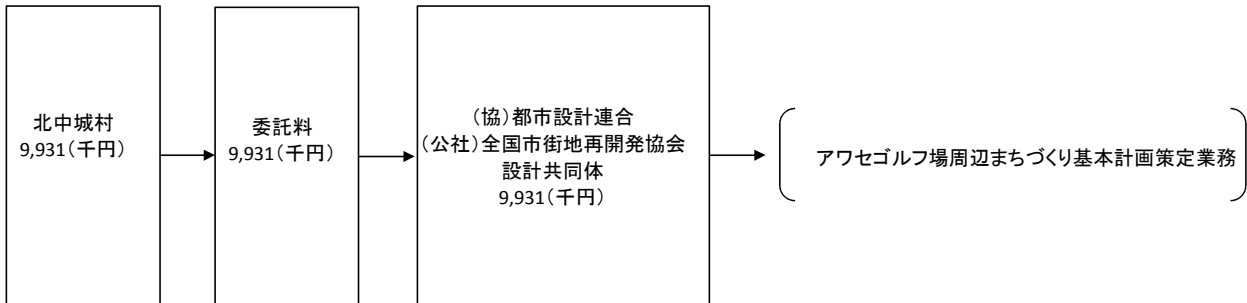 北中城村
9,931(千円)
委託料
9,931(千円)
(協)都市設計連合
(公社)全国市街地再開発協会
設計共同体
9,931(千円)
アワセゴルフ場周辺まちづくり基本計画策定業務